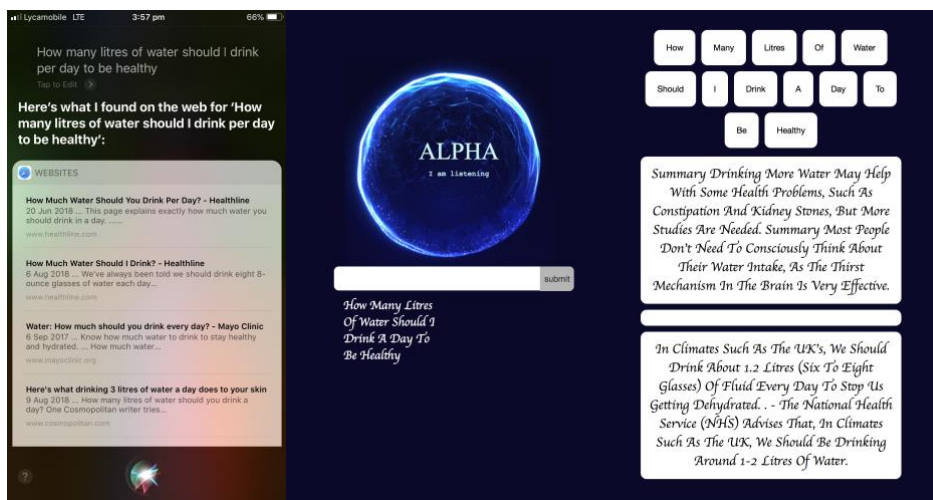 Lycamobile LTE 3:57 pm 66%
How many litres of water should I drink
per day to be healthy
Tap to Edit
Here's what I found on the web for 'How
many litres of water should I drink per day
to be healthy':
WEBSITES
How Much Water Should You Drink Per Day? - Healthline
20 Jun 2018 ... This page explains exactly how much water you
should drink in a day. ......
www.healthline.com
How Much Water Should I Drink? - Healthline
6 Aug 2018 ... We've always been told we should drink eight 8-
ounce glasses of water each day...
www.healthline.com
Water: How much should you drink every day? - Mayo Clinic
6 Sep 2017 ... Know how much water to drink to stay healthy
and hydrated. ... How much water...
www.mayoclinic.org
Here's what drinking 3 litres of water a day does to your skin
9 Aug 2018 ... How many litres of water should you drink a
day? One Cosmopolitan writer tries...
www.cosmopolitan.com
?
ALPHA
I am listening
submit
How Many Litres
Of Water Should I
Drink A Day To
Be Healthy
How Many Litres Of Water
Should I Drink A Day To
Be Healthy
Summary Drinking More Water May Help
With Some Health Problems, Such As
Constipation And Kidney Stones, But More
Studies Are Needed. Summary Most People
Don't Need To Consciously Think About
Their Water Intake, As The Thirst
Mechanism In The Brain Is Very Effective.
In Climates Such As The UK's, We Should
Drink About 1.2 Litres (Six To Eight
Glasses) Of Fluid Every Day To Stop Us
Getting Dehydrated. . - The National Health
Service (NHS) Advises That, In Climates
Such As The UK, We Should Be Drinking
Around 1-2 Litres Of Water.